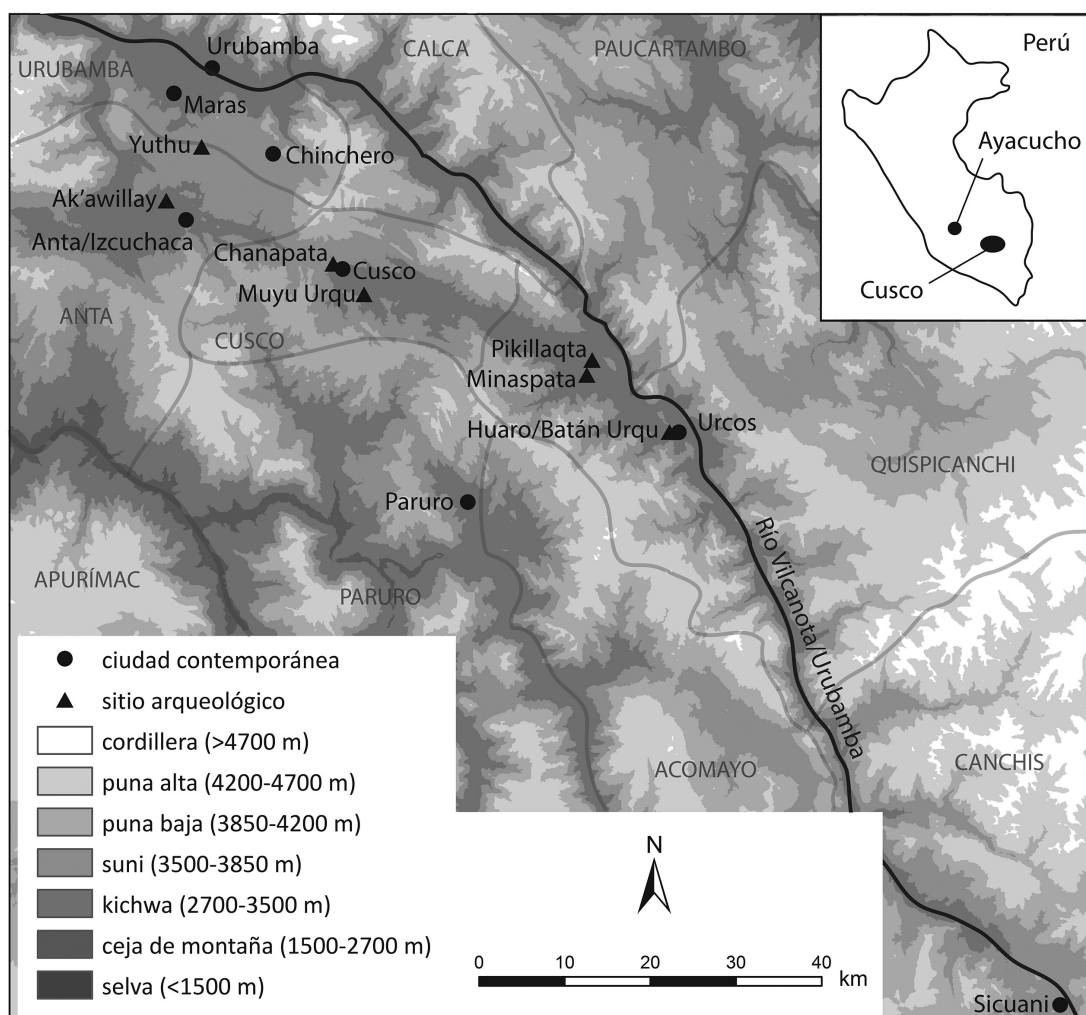 Urubamba
CALCA
PAUCARTAMBO
Perú
URUBAMBA
Maras
Ayacucho
Yuthu
Chinchero
Ak'awillay
Anta/Izcuchaca
Chanapata
Cusco
Cusco
Muyu Urqu
ANTA
CUSCO
Pikillaqta
Minaspata
Huaro/Batán Urqu
Urcos
QUISPICANCHI
Paruro
Río Vilcanota/Urubamba
APURÍMAC
PARURO
ACOMAYO
CANCHIS
ciudad contemporánea
sitio arqueológico
cordillera (>4700 m)
puna alta (4200-4700 m)
puna baja (3850-4200 m)
suni (3500-3850 m)
kichwa (2700-3500 m)
ceja de montaña (1500-2700 m)
selva (<1500 m)
N
0 10 20 30 40
km
Sicuani